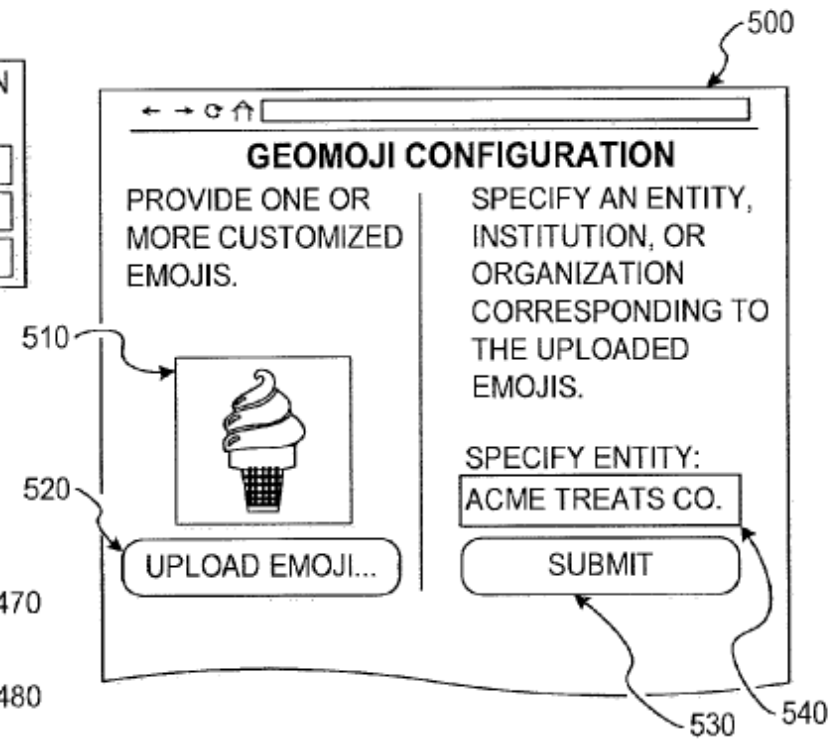 500
N
GEOMOJI CONFIGURATION
PROVIDE ONE OR
MORE CUSTOMIZED
EMOJIS.
SPECIFY AN ENTITY,
INSTITUTION, OR
ORGANIZATION
CORRESPONDING TO
THE UPLOADED
EMOJIS.
510
SPECIFY ENTITY:
520
ACME TREATS CO.
UPLOAD EMOJI...
SUBMIT
470
480
530
540